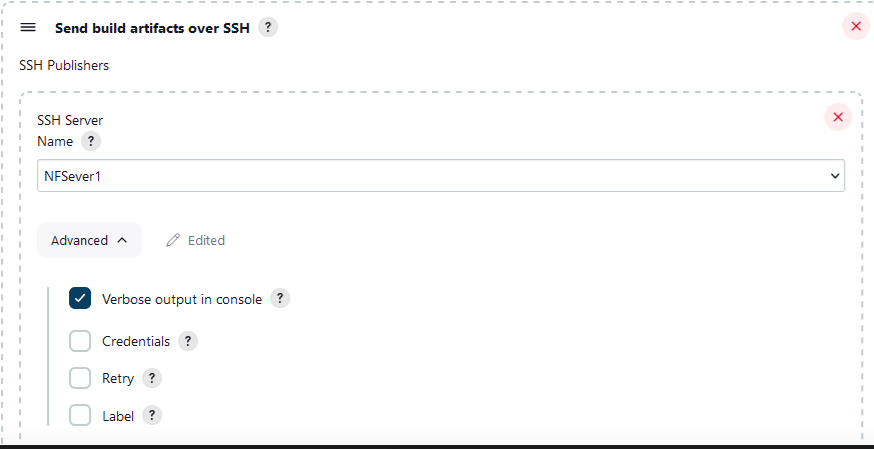 Send build artifacts over SSH ?
SSH Publishers
SSH Server
Name ?
NFSever1
Advanced
Edited
Verbose output in console ?
Credentials ?
Retry ?
Label ?